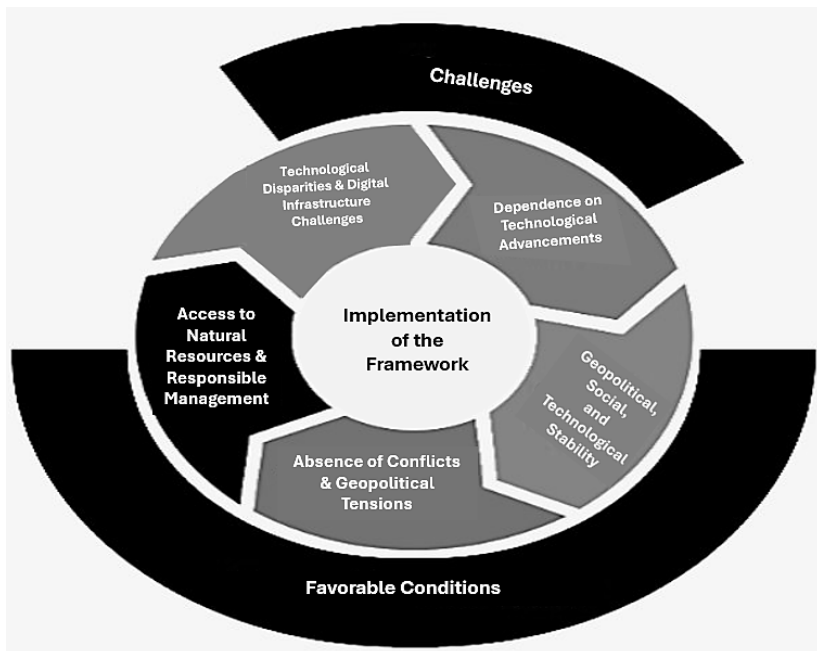 Challenges
Technological
Disparities & Digital
Infrastructure
Challenges
Dependence on
Technological
Advancements
Implementation
of the
Framework
Access to
Natural
Resources &
Responsible
Management
Geopolitical,
Social,
and
Technological
Stability
Absence of Conflicts
& Geopolitical
Tensions
Favorable Conditions